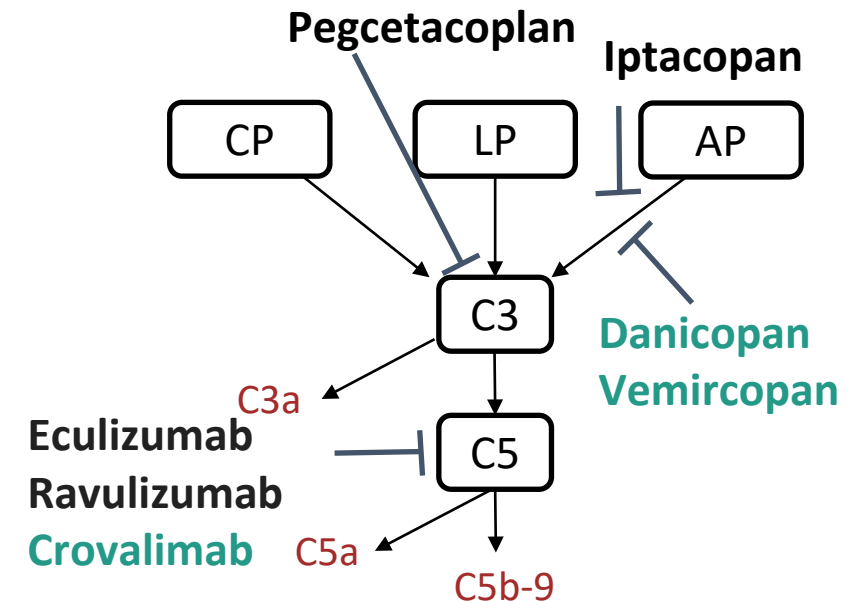 Pegcetacoplan
Iptacopan
CP
LP
AP
C3
Danicopan
Vemircopan
C3a
Eculizumab
Ravulizumab
Crovalimab
C5
C5a
C5b-9